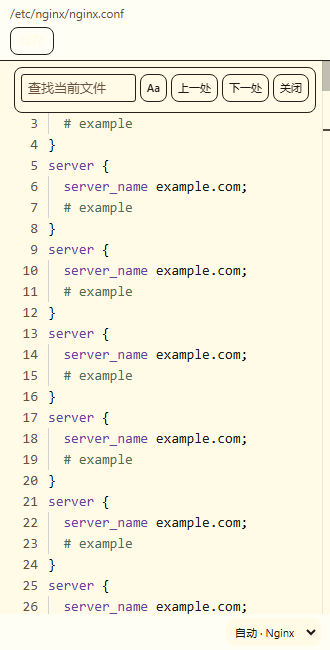 /etc/nginx/nginx.conf
查找当前文件 Aa 上一处 下一处 关闭
3 # example
4 }
5 server {
6 server_name example.com;
7 # example
8 }
9 server {
10 server_name example.com;
11 # example
12 }
13 server {
14 server_name example.com;
15 # example
16 }
17 server {
18 server_name example.com;
19 # example
20 }
21 server {
22 server_name example.com;
23 # example
24 }
25 server {
26 server_name example.com;
自动 · Nginx